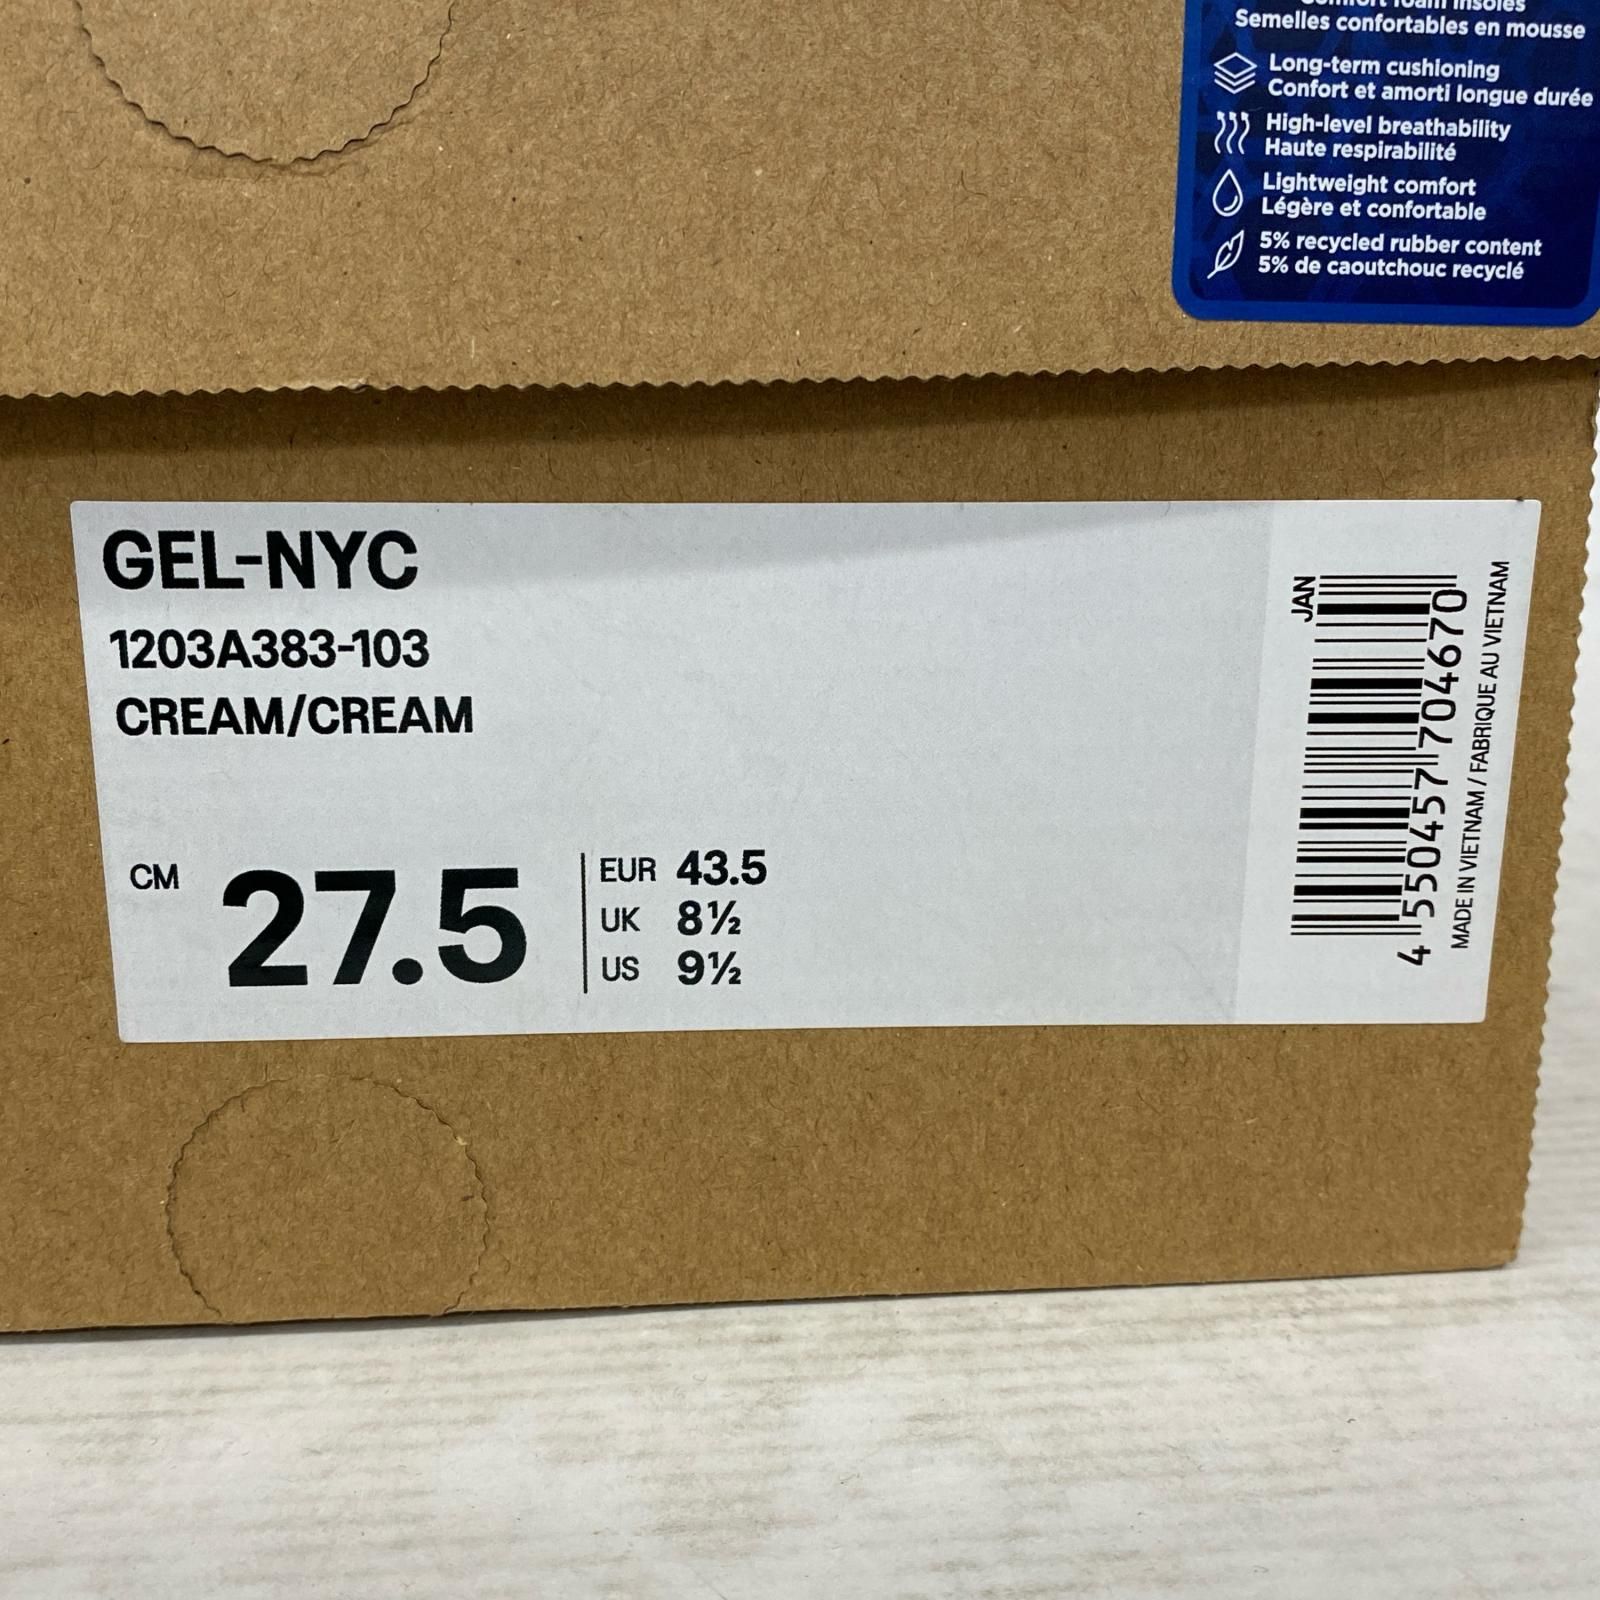 Comfort foam insoles
Semelles confortables en mousse
Long-term cushioning
Confort et amorti longue durée
High-level breathability
Haute respirabilité
Lightweight comfort
Légère et confortable
5% recycled rubber content
5% de caoutchouc recyclé
GEL-NYC
1203A383-103
CREAM/CREAM
CM 27.5
EUR 43.5
UK 8½
US 9½
JAN
4 550457 704670
MADE IN VIETNAM / FABRIQUE AU VIETNAM